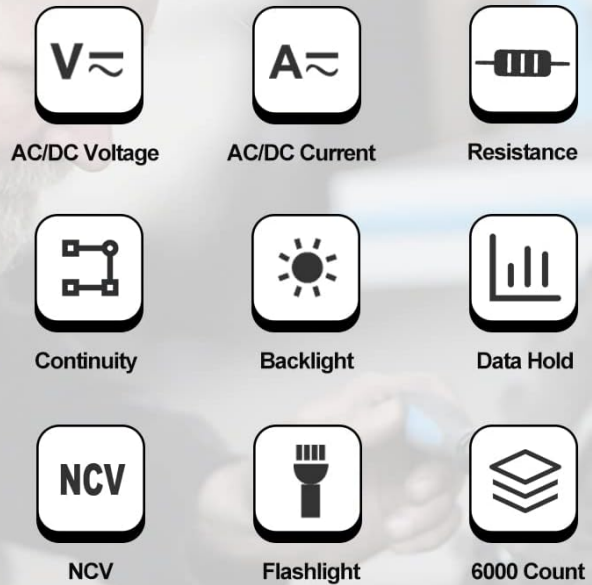 V
A
AC/DC Voltage
AC/DC Current
Resistance
Continuity
Backlight
Data Hold
NCV
NCV
Flashlight
6000 Count